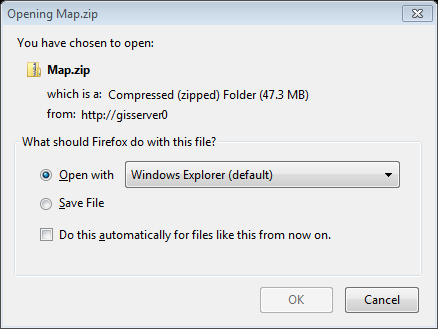 Opening Map.zip
You have chosen to open:
Map.zip
which is a: Compressed (zipped) Folder (47.3 MB)
from: http://gisserver0
What should Firefox do with this file?
Open with Windows Explorer (default)
Save File
Do this automatically for files like this from now on.
OK Cancel